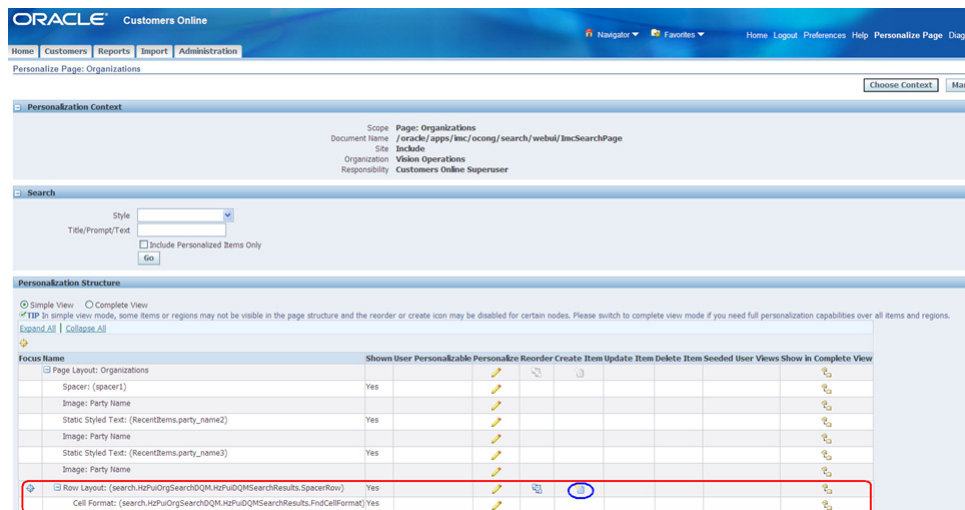 ORACLE® Customers Online
Navigator Favorites Home Logout Preferences Help Personalize Page Diag
Home Customers Reports Import Administration
Personalize Page: Organizations
Choose Context Ma
Personalization Context
Scope Page: Organizations
Document Name /oracle/apps/imc/ocong/search/webui/ImcSearchPage
Site Include
Organization Vision Operations
Responsibility Customers Online Superuser
Search
Style
Title/Prompt/Text
Include Personalized Items Only
Go
Personalization Structure
Simple View Complete View
TIP In simple view mode, some items or regions may not be visible in the page structure and the reorder or create icon may be disabled for certain nodes. Please switch to complete view mode if you need full personalization capabilities over all items and regions.
Expand All | Collapse All
Focus Name Shown User Personalizable Personalize Reorder Create Item Update Item Delete Item Seeded User Views Show in Complete View
Page Layout: Organizations
Spacer: (spacer1) Yes
Image: Party Name
Static Styled Text: (RecentItems.party_name2) Yes
Image: Party Name
Static Styled Text: (RecentItems.party_name3) Yes
Image: Party Name
Row Layout: (search.HzPuiOrgSearchDQM.HzPuiDQMSearchResults.SpacerRow) Yes
Cell Format: (search.HzPuiOrgSearchDQM.HzPuiDQMSearchResults.FndCellFormat) Yes